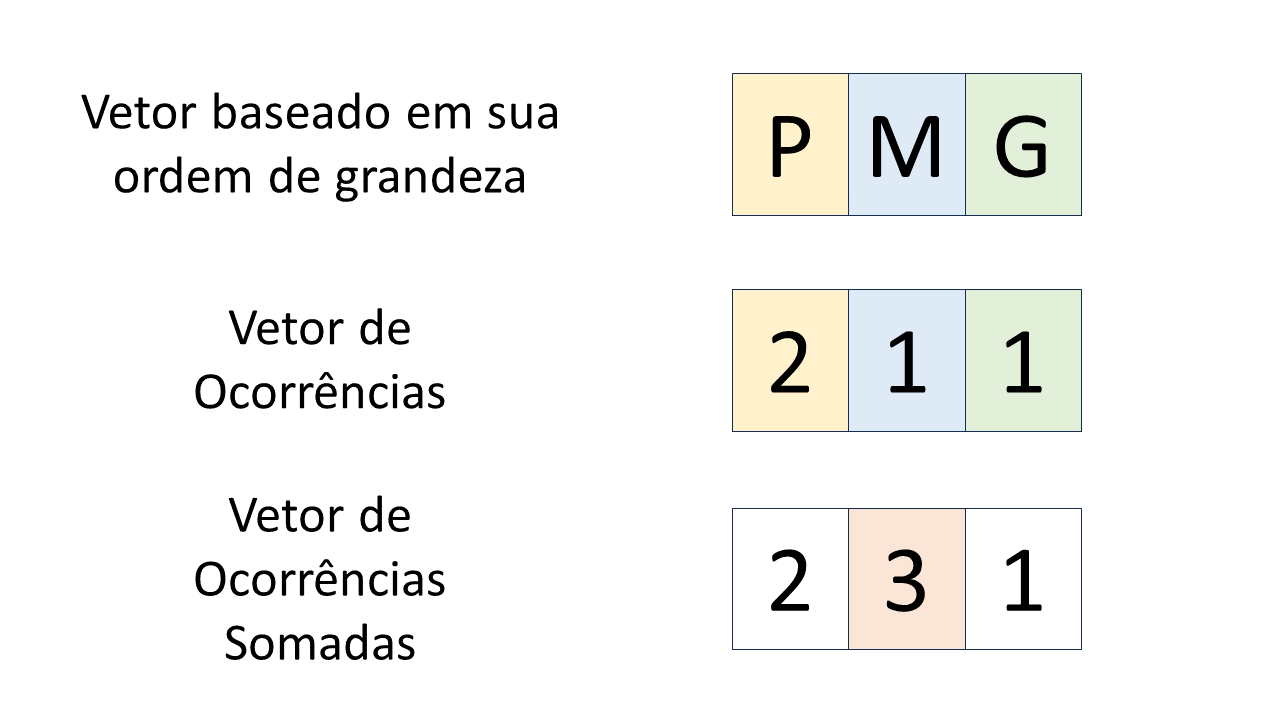 Vetor baseado em sua
ordem de grandeza
P M G
Vetor de
Ocorrências
2 1 1
Vetor de
Ocorrências
Somadas
2 3 1